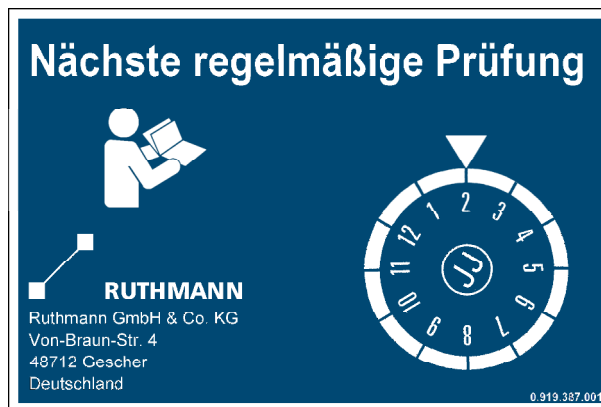 Nächste regelmäßige Prüfung
1 2 3 4 5 6 7 8 9 10 11 12
JJ
RUTHMANN
Ruthmann GmbH & Co. KG
Von-Braun-Str. 4
48712 Gescher
Deutschland
0.919.387.001